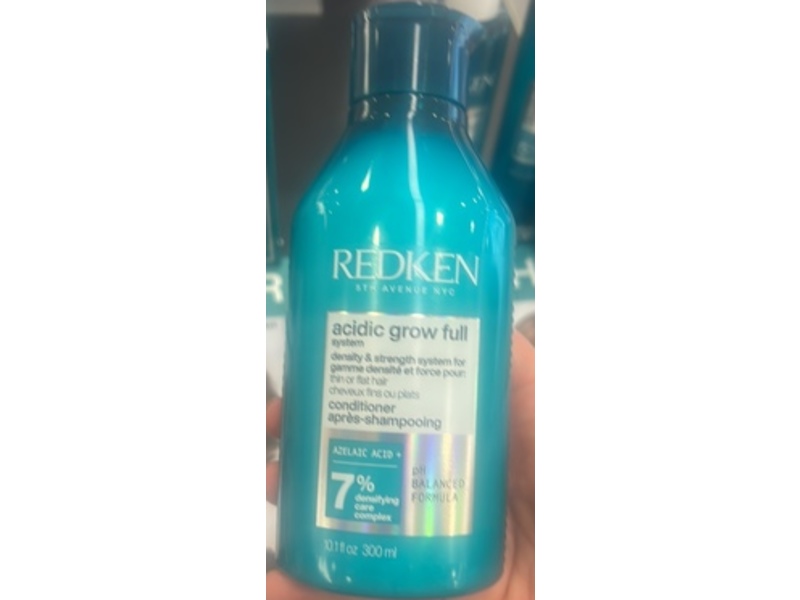 REDKEN
5TH AVENUE NYC
acidic grow full
system
density & strength system for
gamme densité et force pour:
thin or flat hair
cheveux fins ou plats
conditioner
après-shampooing
AZELAIC ACID +
7%
densifying
care
complex
pH
BALANCED
FORMULA
10.1 fl oz 300 ml